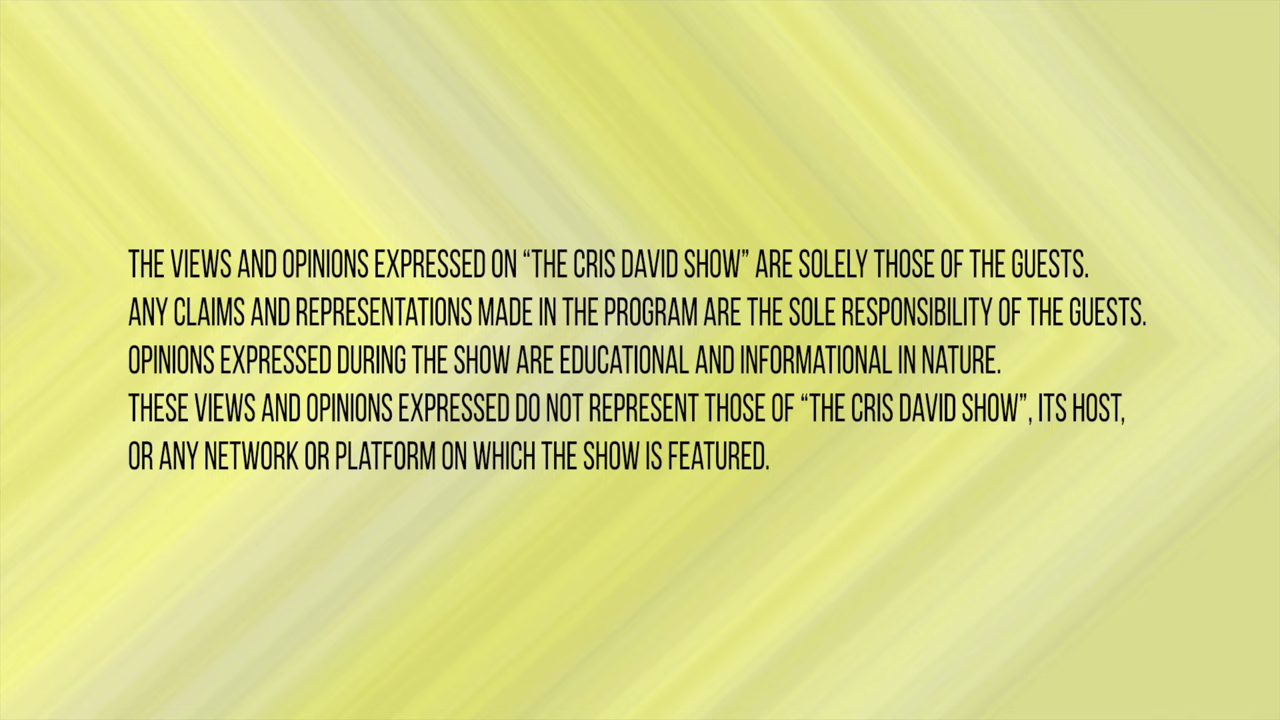 THE VIEWS AND OPINIONS EXPRESSED ON “THE CRIS DAVID SHOW” ARE SOLELY THOSE OF THE GUESTS.
ANY CLAIMS AND REPRESENTATIONS MADE IN THE PROGRAM ARE THE SOLE RESPONSIBILITY OF THE GUESTS.
OPINIONS EXPRESSED DURING THE SHOW ARE EDUCATIONAL AND INFORMATIONAL IN NATURE.
THESE VIEWS AND OPINIONS EXPRESSED DO NOT REPRESENT THOSE OF “THE CRIS DAVID SHOW”, ITS HOST,
OR ANY NETWORK OR PLATFORM ON WHICH THE SHOW IS FEATURED.